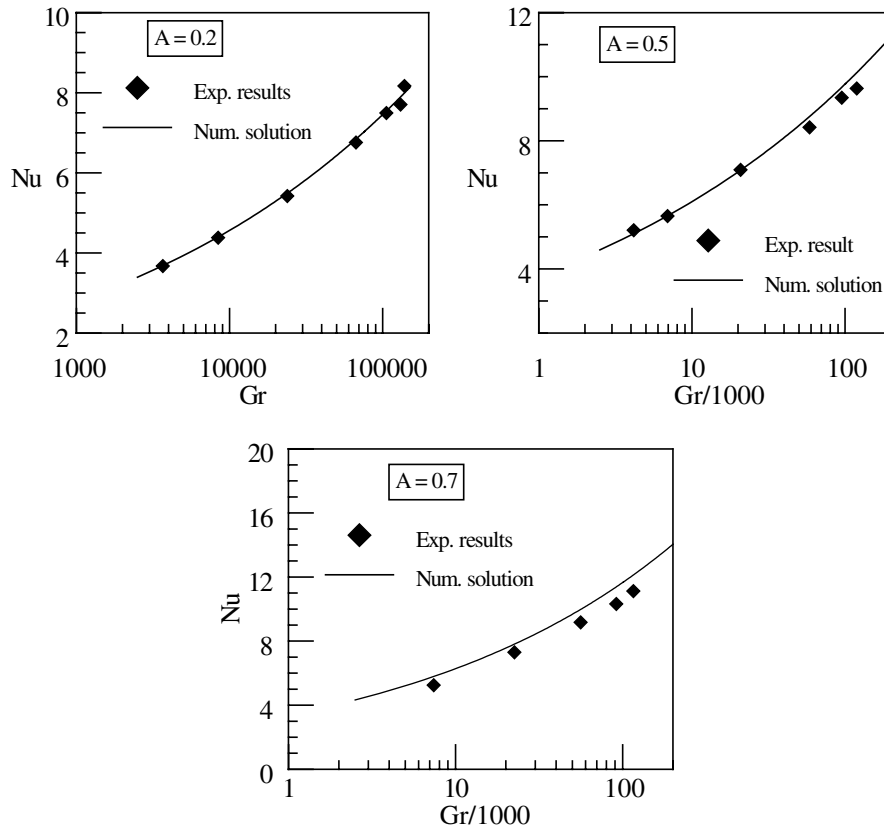 A = 0.2
Exp. results
Num. solution
Nu
10
8
6
4
2
1000
10000
100000
Gr
A = 0.5
Nu
12
8
4
Exp. result
Num. solution
1
10
100
Gr/1000
A = 0.7
Exp. results
Num. solution
Nu
20
16
12
8
4
0
1
10
100
Gr/1000